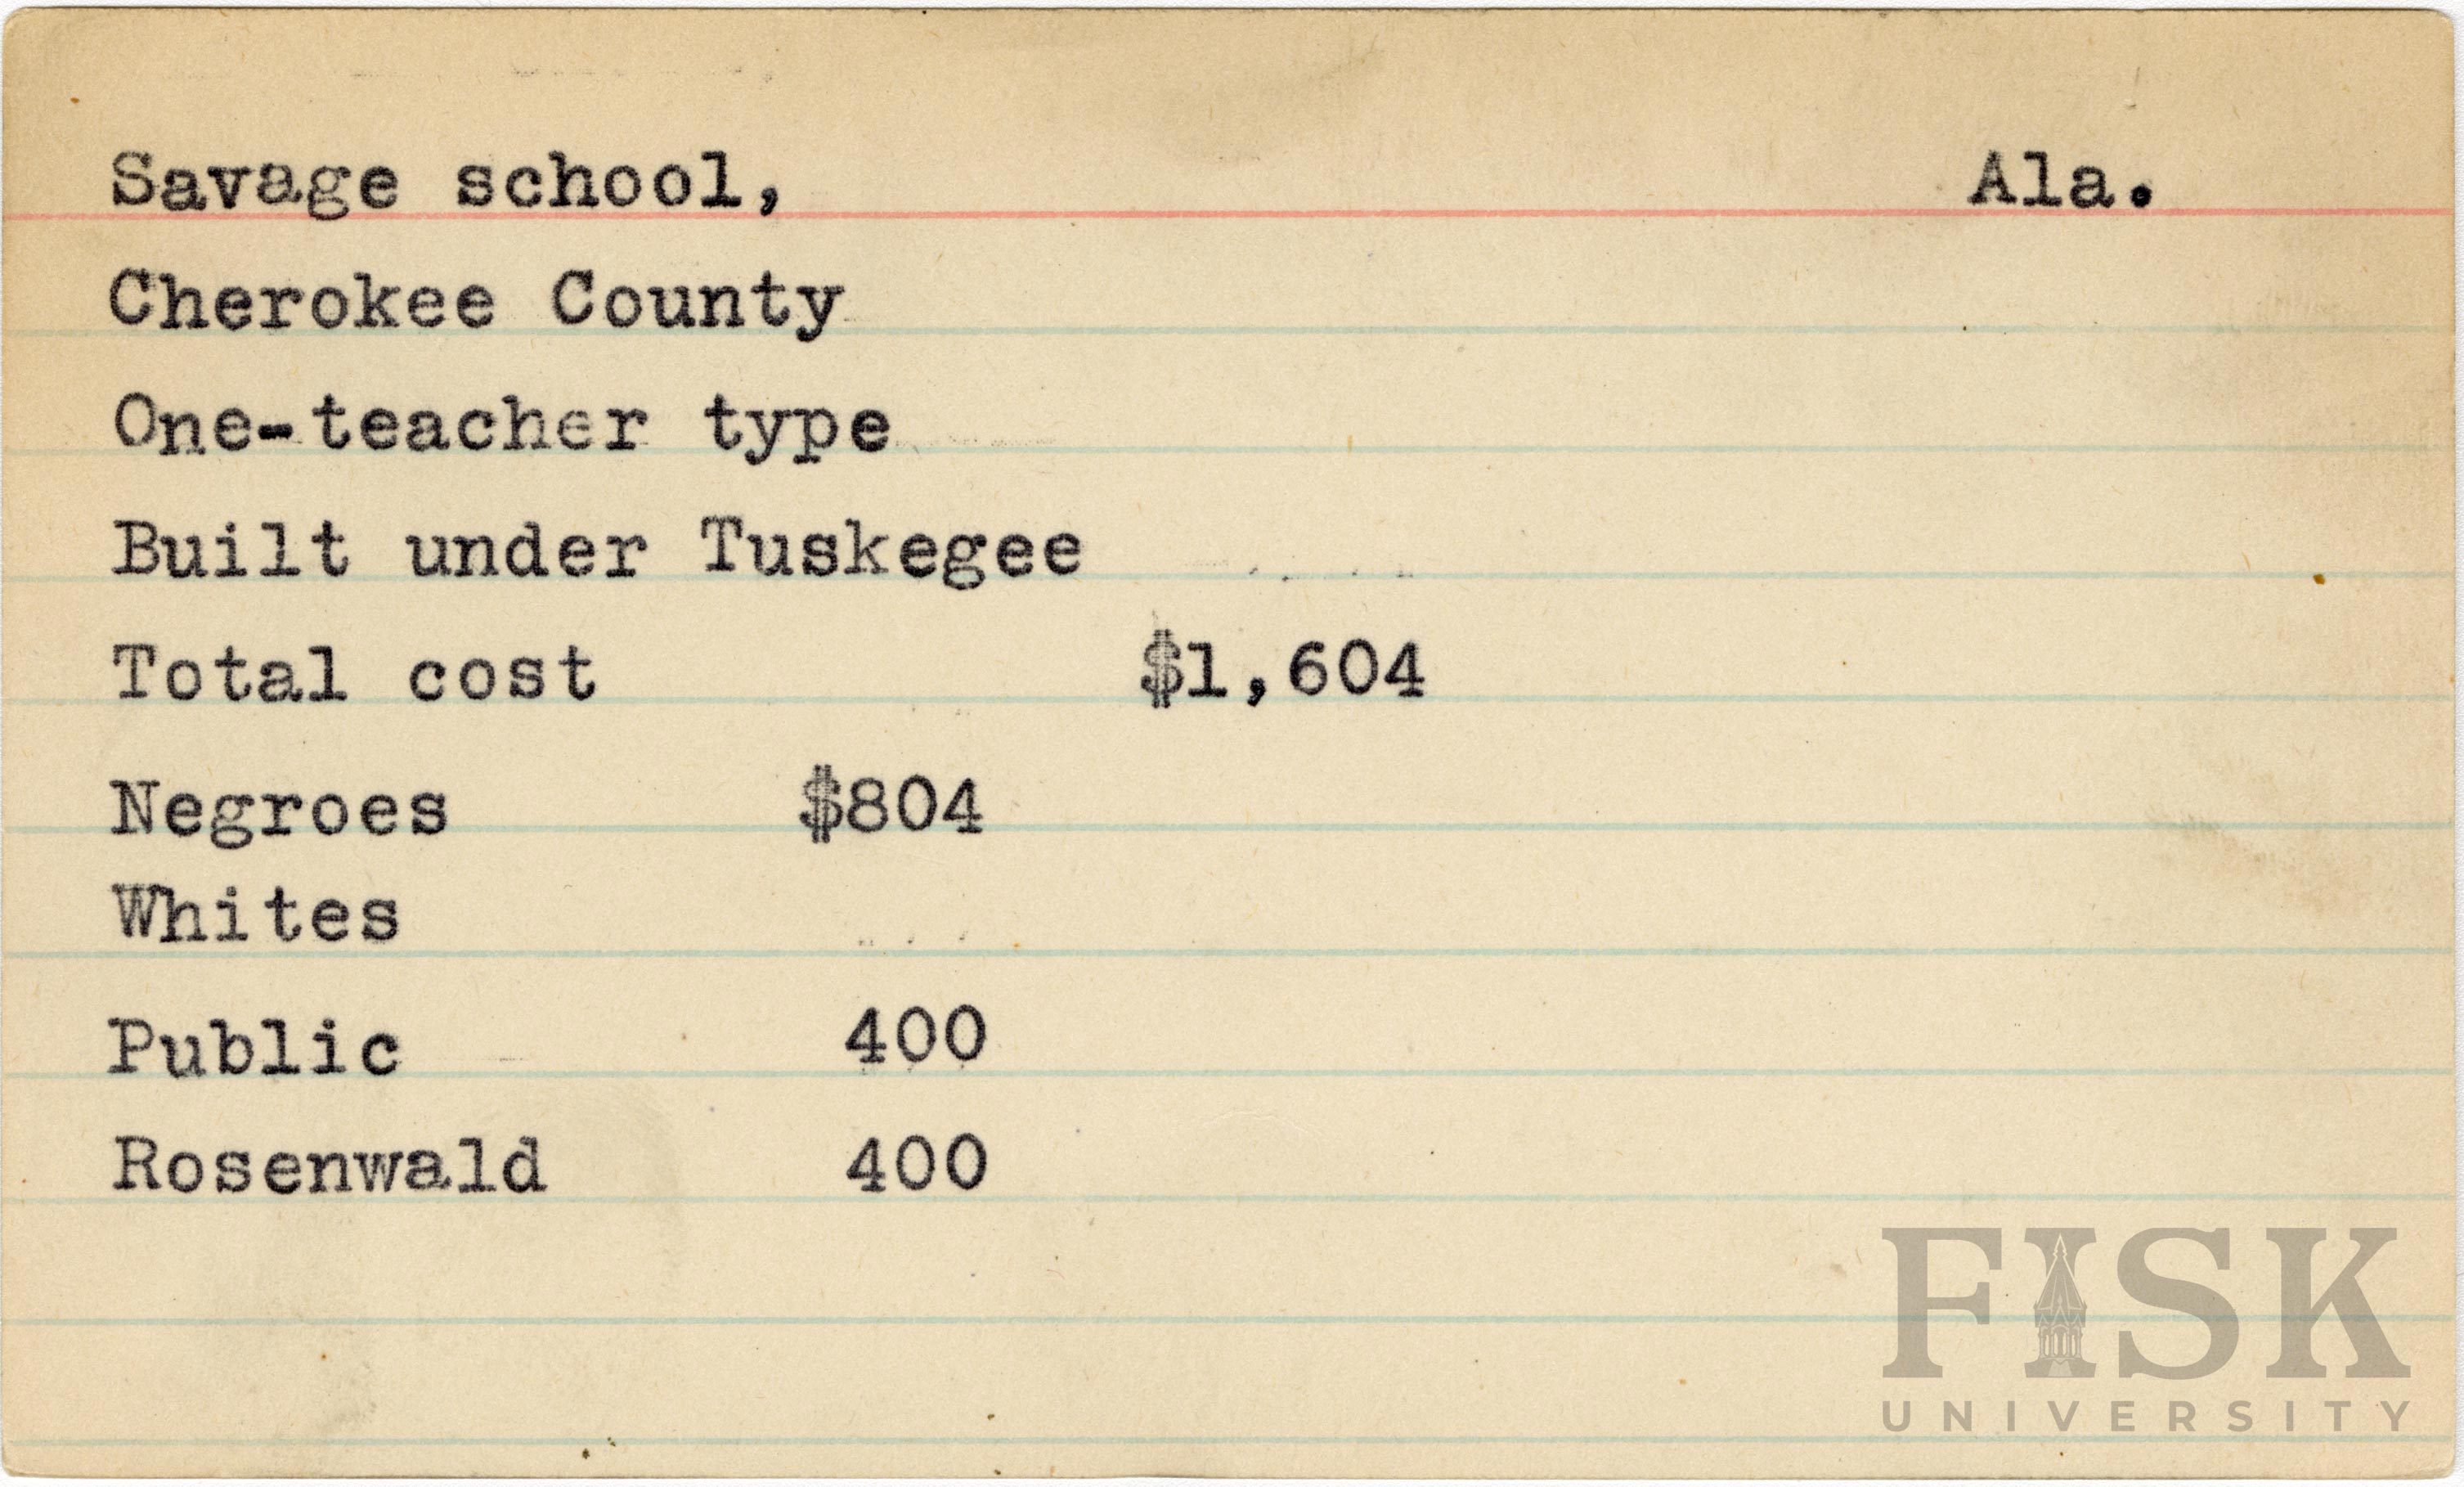 Savage school, Ala.
Cherokee County
One-teacher type
Built under Tuskegee
Total cost $1,604
Negroes $804
Whites
Public 400
Rosenwald 400
FISK
UNIVERSITY